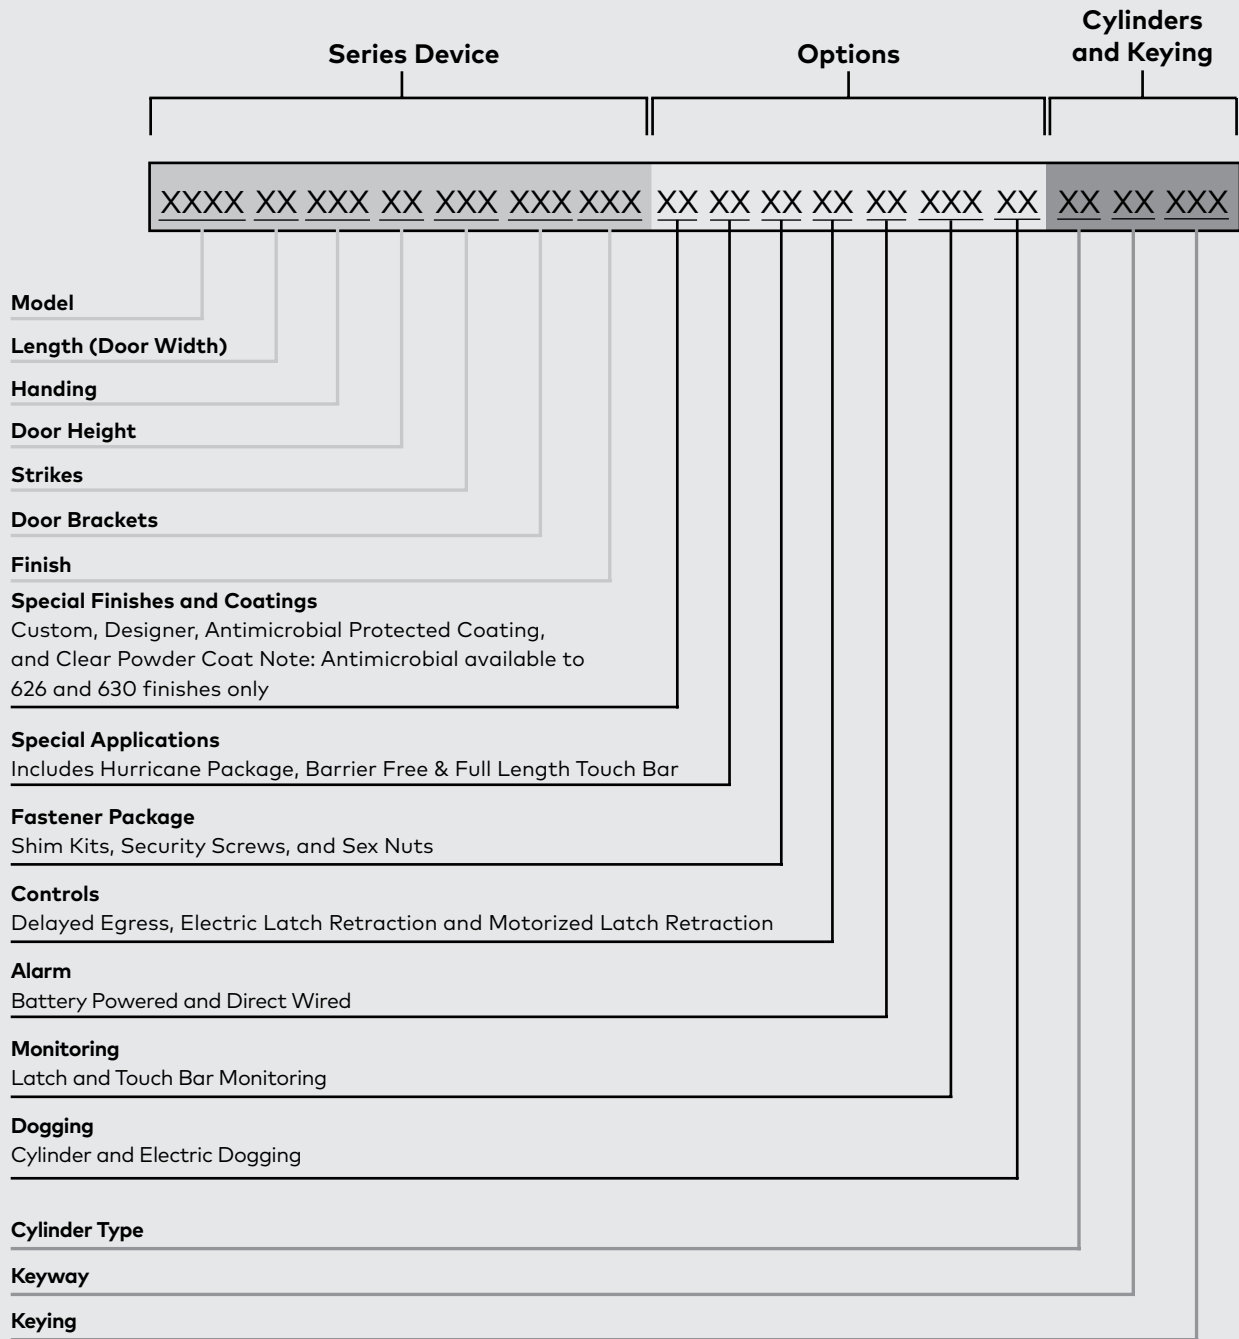 Series Device
Options
Cylinders
and Keying
XXXX XX XXX XX XXX XXX XXX XX XX XX XX XX XXX XX XX XX XXX
Model
Length (Door Width)
Handing
Door Height
Strikes
Door Brackets
Finish
Special Finishes and Coatings
Custom, Designer, Antimicrobial Protected Coating,
and Clear Powder Coat Note: Antimicrobial available to
626 and 630 finishes only
Special Applications
Includes Hurricane Package, Barrier Free & Full Length Touch Bar
Fastener Package
Shim Kits, Security Screws, and Sex Nuts
Controls
Delayed Egress, Electric Latch Retraction and Motorized Latch Retraction
Alarm
Battery Powered and Direct Wired
Monitoring
Latch and Touch Bar Monitoring
Dogging
Cylinder and Electric Dogging
Cylinder Type
Keyway
Keying